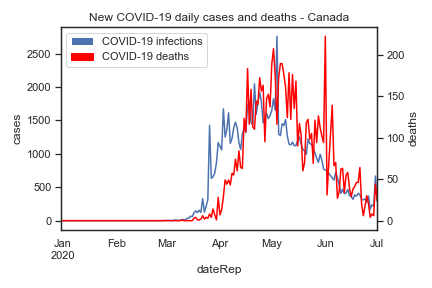 New COVID-19 daily cases and deaths - Canada
COVID-19 infections
COVID-19 deaths
2500
2000
1500
1000
500
0
cases
200
150
100
50
0
deaths
Jan Feb Mar Apr May Jun Jul
2020
dateRep